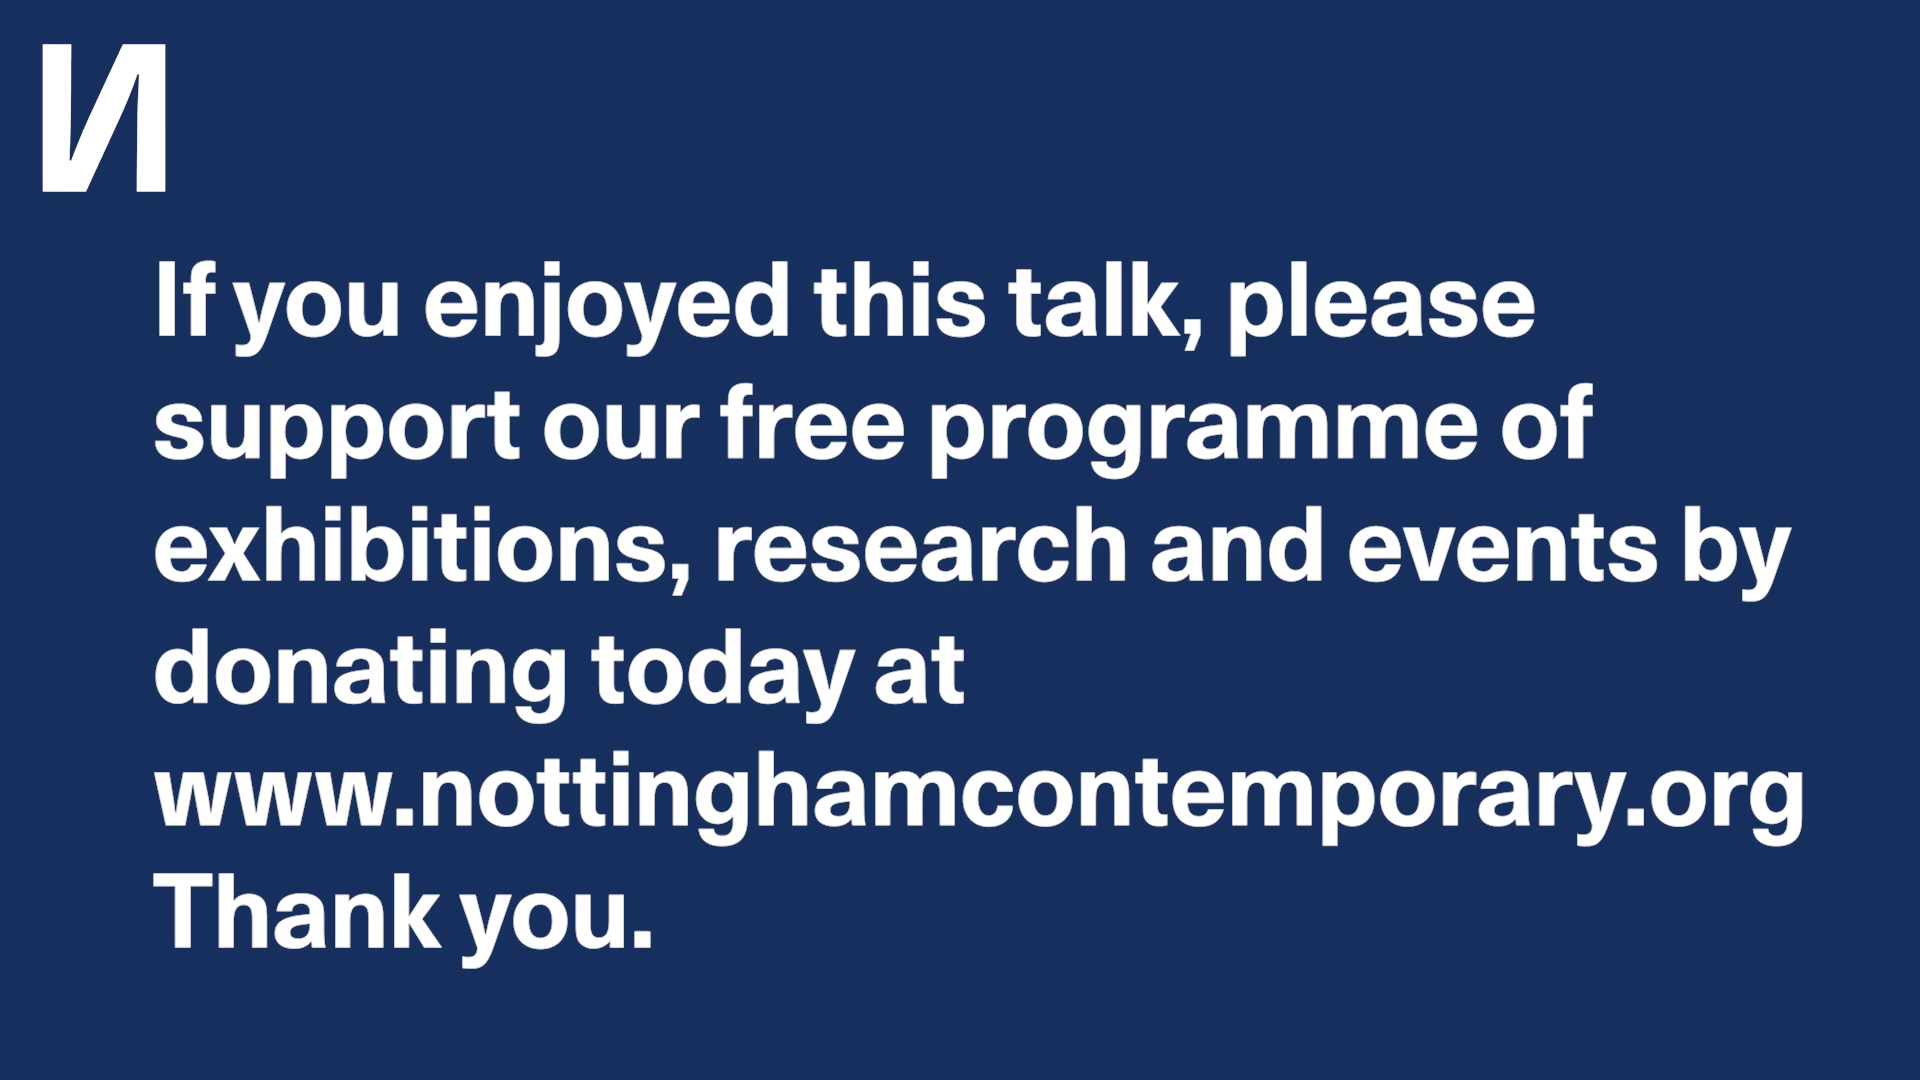 И
If you enjoyed this talk, please
support our free programme of
exhibitions, research and events by
donating today at
www.nottinghamcontemporary.org
Thank you.